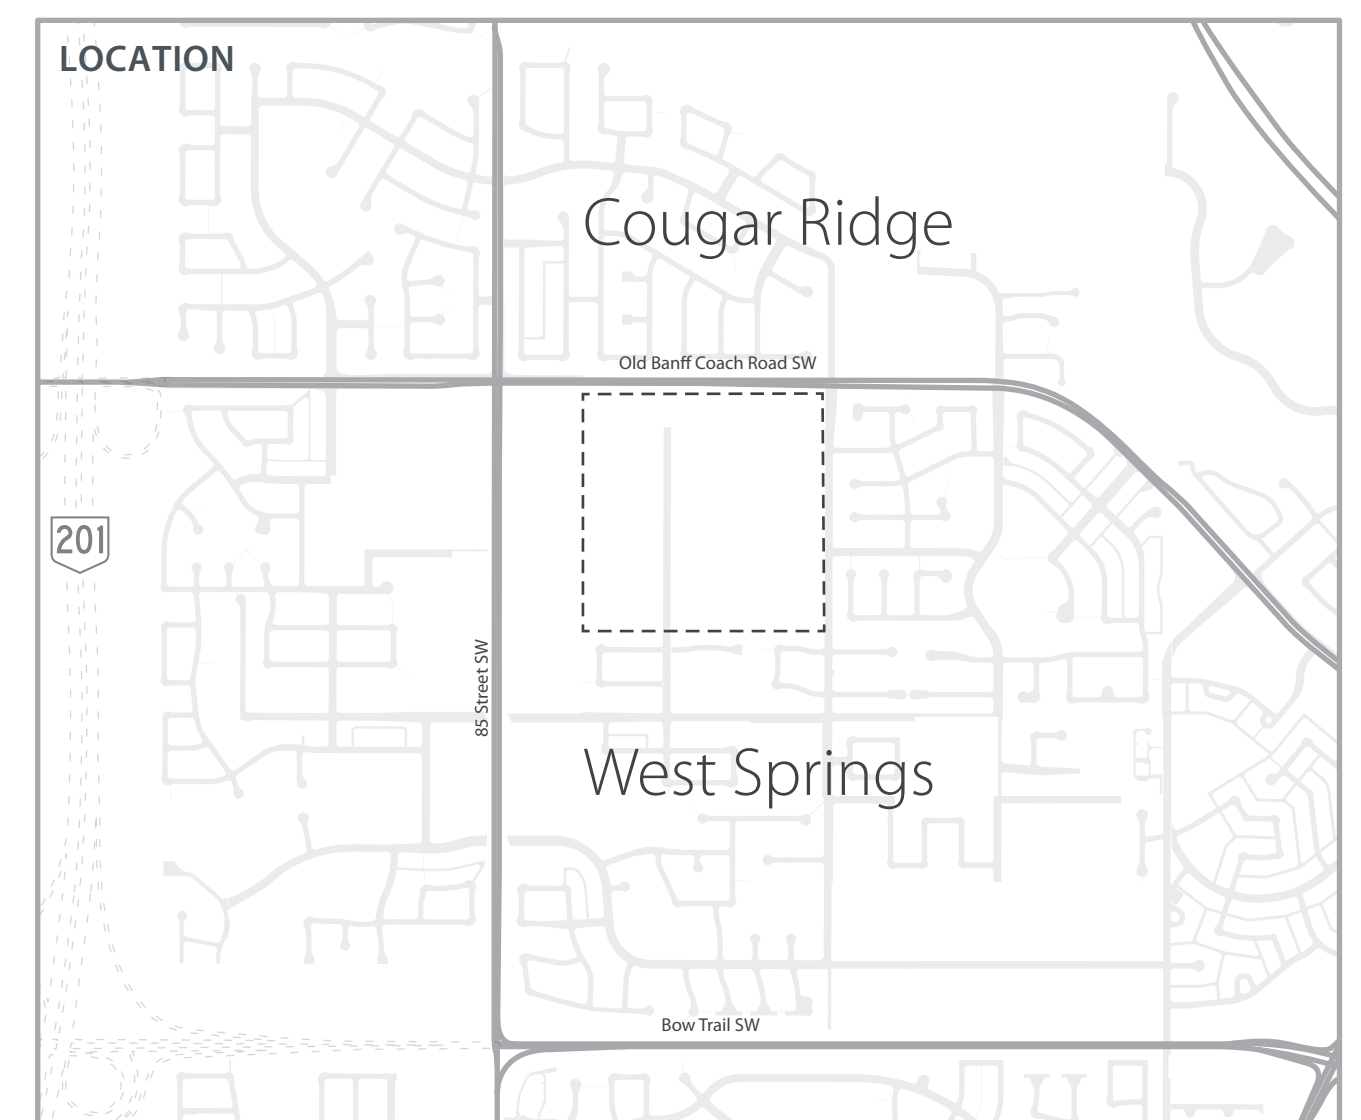 LOCATION
Cougar Ridge
Old Banff Coach Road SW
201
85 Street SW
West Springs
Bow Trail SW